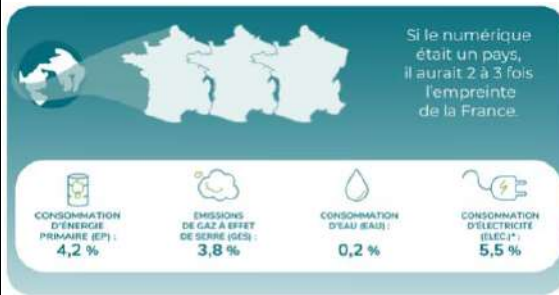 Si le numérique
était un pays,
il aurait 2 à 3 fois
l'empreinte
de la France.
CONSOMMATION
D'ÉNERGIE
PRIMAIRE (EP) :
4,2 %
ÉMISSIONS
DE GAZ À EFFET
DE SERRE (GES) :
3,8 %
CONSOMMATION
D'EAU (EAU) :
0,2 %
CONSOMMATION
D'ÉLECTRICITÉ
(ELEC.)* :
5,5 %